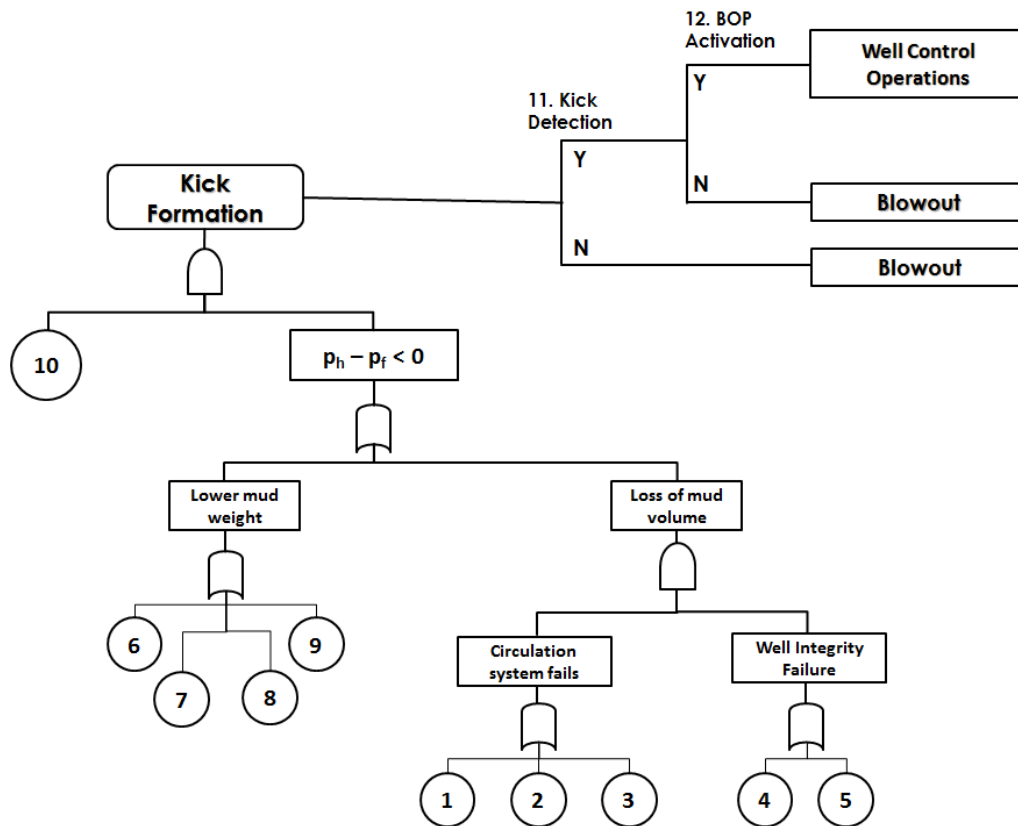 12. BOP
Activation
Well Control
Operations
Y
11. Kick
Detection
Y
N
Blowout
Kick
Formation
N
Blowout
10
pₕ – p_f < 0
Lower mud
weight
Loss of mud
volume
6
9
7
8
Circulation
system fails
Well Integrity
Failure
1
2
3
4
5